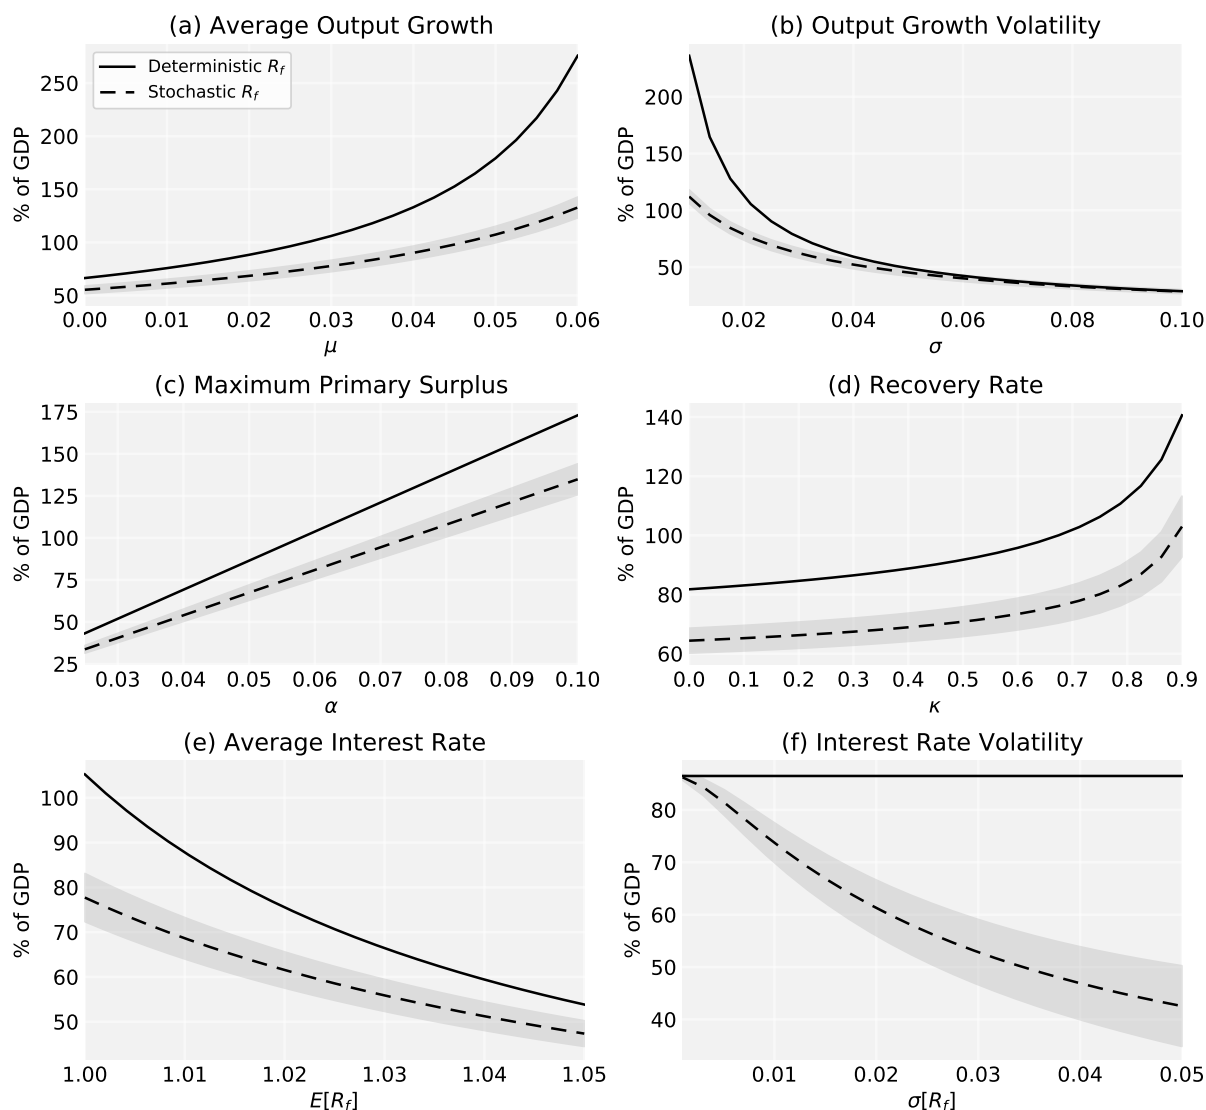 (a) Average Output Growth
Deterministic R_f
Stochastic R_f
% of GDP
250
200
150
100
50
0.00 0.01 0.02 0.03 0.04 0.05 0.06
μ
(b) Output Growth Volatility
% of GDP
200
150
100
50
0.02 0.04 0.06 0.08 0.10
σ
(c) Maximum Primary Surplus
% of GDP
175
150
125
100
75
50
25
0.03 0.04 0.05 0.06 0.07 0.08 0.09 0.10
α
(d) Recovery Rate
% of GDP
140
120
100
80
60
0.0 0.1 0.2 0.3 0.4 0.5 0.6 0.7 0.8 0.9
κ
(e) Average Interest Rate
% of GDP
100
90
80
70
60
50
1.00 1.01 1.02 1.03 1.04 1.05
E[R_f]
(f) Interest Rate Volatility
% of GDP
80
70
60
50
40
0.01 0.02 0.03 0.04 0.05
σ[R_f]